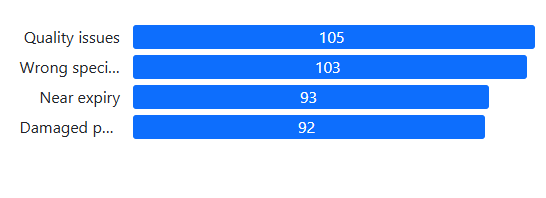 Quality issues 105
Wrong speci... 103
Near expiry 93
Damaged p... 92